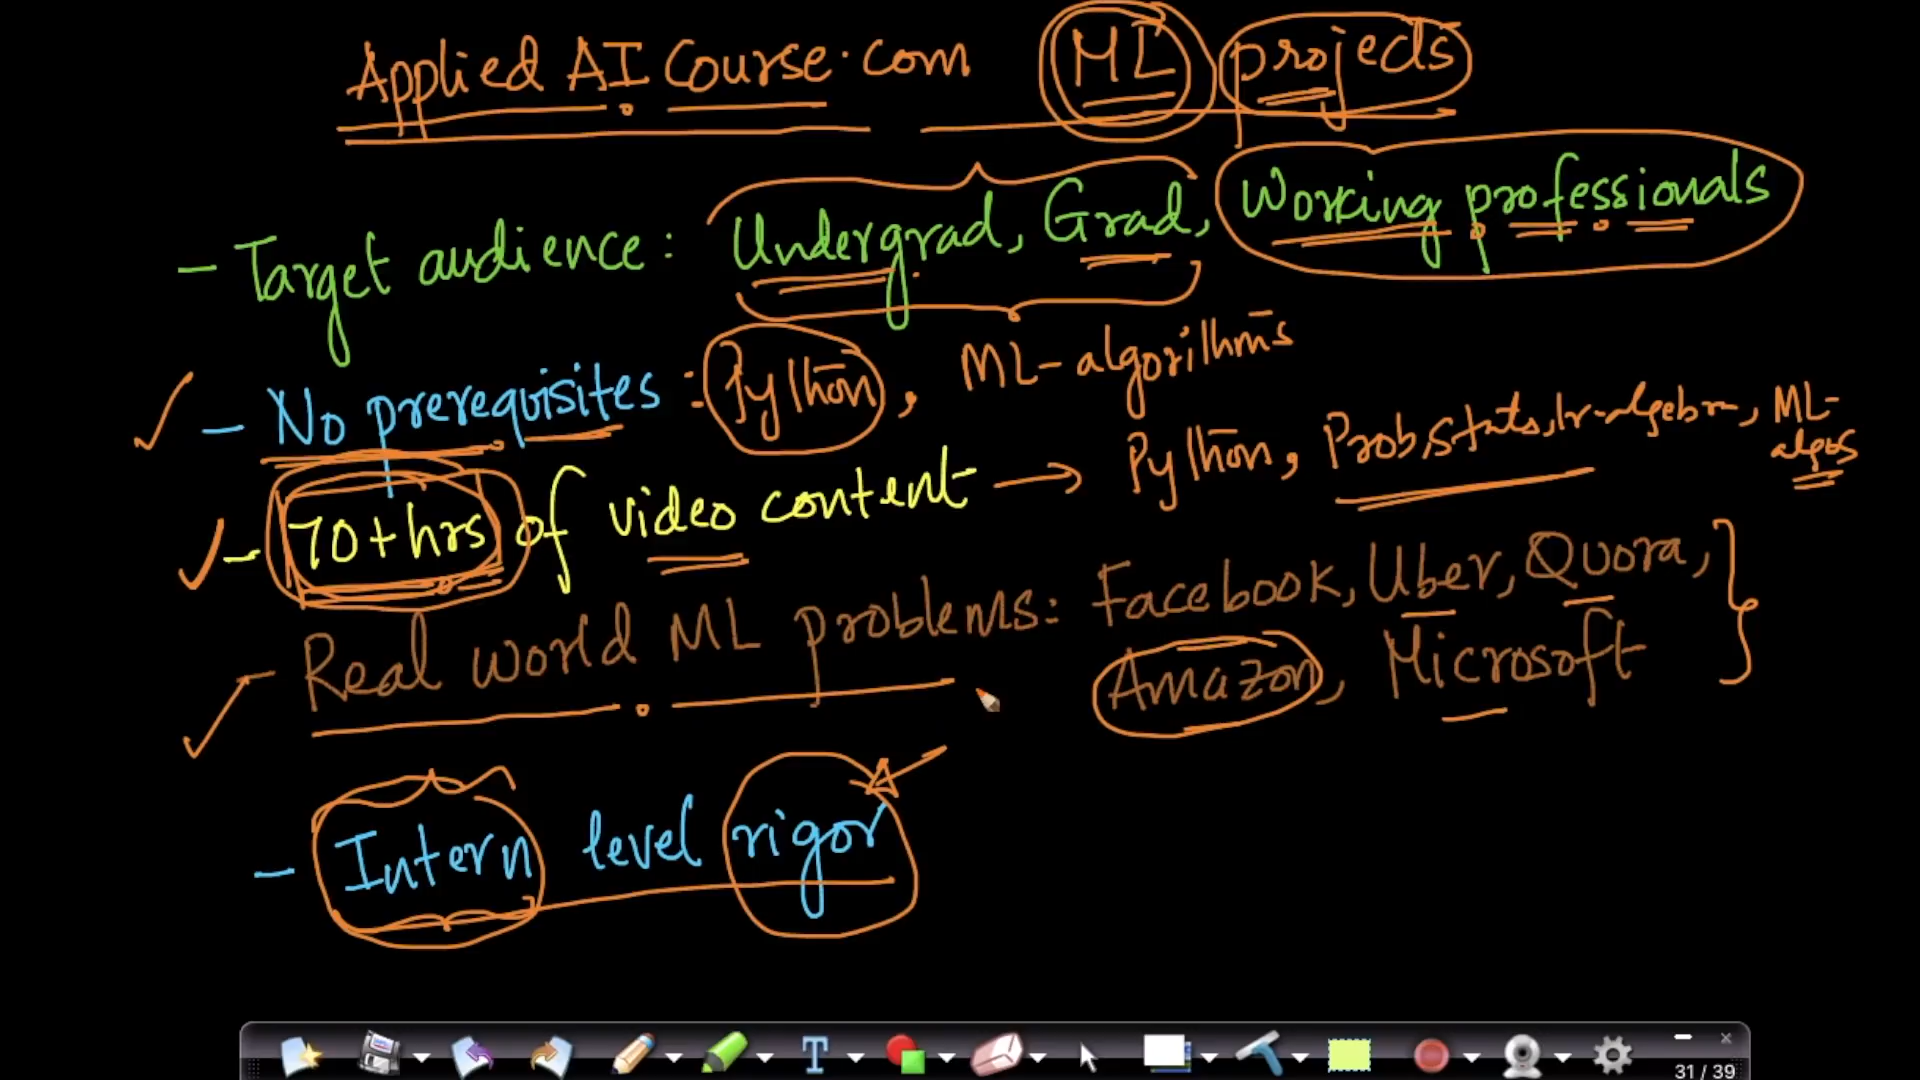 Applied AI Course.com ML projects
- Target audience: Undergrad, Grad, Working professionals
- No prerequisites: Python, ML-algorithms
- 70+hrs of video content → Python, Prob, stats, lr-algebra, ML-
algos
- Real world ML problems: Facebook, Uber, Quora,
Amazon, Microsoft
- Intern level rigor
T
31 / 39